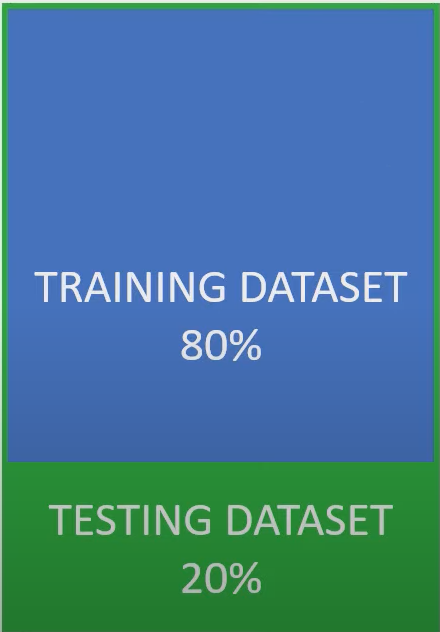 TRAINING DATASET
80%
TESTING DATASET
20%